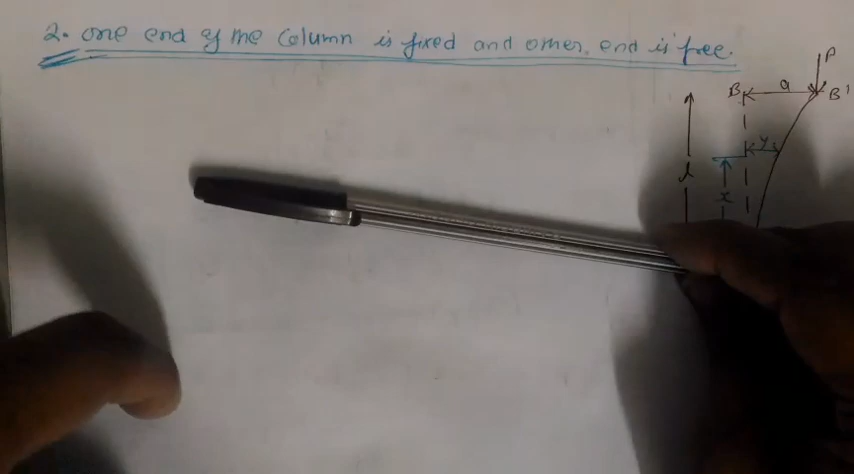 2. one end of the column is fixed and other end is free.
P
B a B'
y
l x